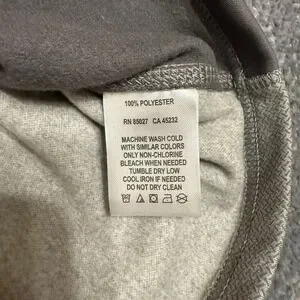 100% POLYESTER
RN 85027 CA 45232
MACHINE WASH COLD
WITH SIMILAR COLORS
ONLY NON-CHLORINE
BLEACH WHEN NEEDED
TUMBLE DRY LOW
COOL IRON IF NEEDED
DO NOT DRY CLEAN